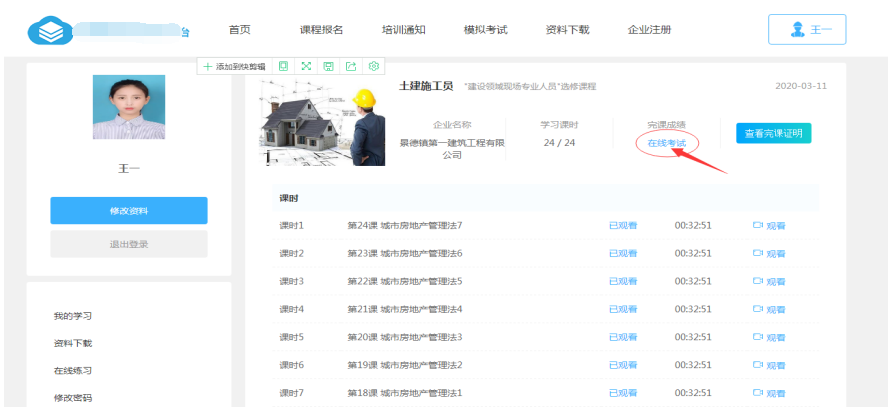 台 首页 课程报名 培训通知 模拟考试 资料下载 企业注册 王一
添加到快剪辑
土建施工员 "建设领域现场专业人员"选修课程 2020-03-11
企业名称 学习课时 完课成绩
景德镇第一建筑工程有限公司 24 / 24 在线考试 查看完课证明
王一
修改资料
退出登录
我的学习
资料下载
在线练习
修改密码
课时
课时1 第24课 城市房地产管理法7 已观看 00:32:51 观看
课时2 第23课 城市房地产管理法6 已观看 00:32:51 观看
课时3 第22课 城市房地产管理法5 已观看 00:32:51 观看
课时4 第21课 城市房地产管理法4 已观看 00:32:51 观看
课时5 第20课 城市房地产管理法3 已观看 00:32:51 观看
课时6 第19课 城市房地产管理法2 已观看 00:32:51 观看
课时7 第18课 城市房地产管理法1 已观看 00:32:51 观看